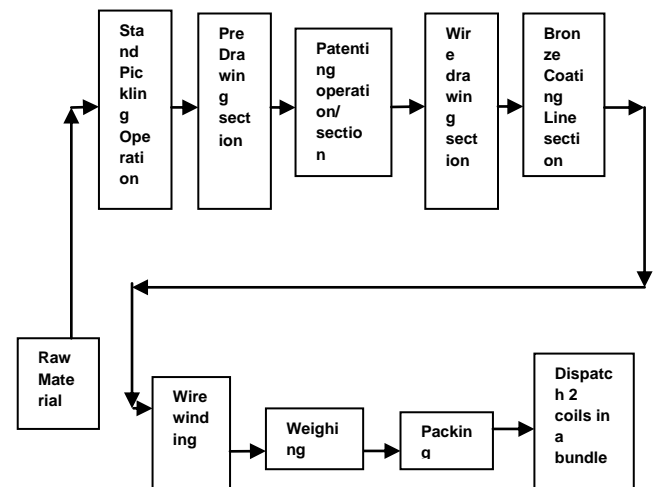 Sta
nd
Pic
klin
g
Ope
rati
on
Pre
Dra
win
g
sect
ion
Patenti
ng
operati
on/
sectio
n
Wir
e
dra
win
g
sect
ion
Bron
ze
Coati
ng
Line
secti
on
Raw
Mate
rial
Wire
wind
ing
Weighi
ng
Packin
g
Dispatc
h 2
coils in
a
bundle